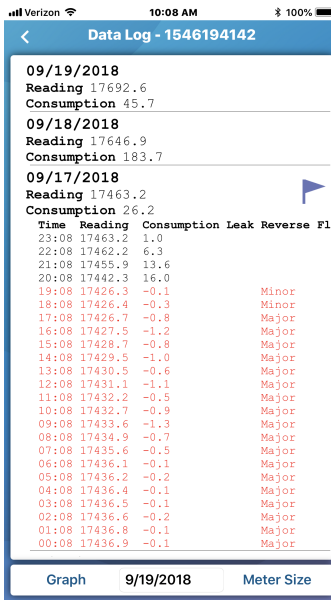 Verizon 10:08 AM 100%
Data Log - 1546194142
09/19/2018
Reading 17692.6
Consumption 45.7
09/18/2018
Reading 17646.9
Consumption 183.7
09/17/2018
Reading 17463.2
Consumption 26.2
Time Reading Consumption Leak Reverse Fl
23:08 17463.2 1.0
22:08 17462.2 6.3
21:08 17455.9 13.6
20:08 17442.3 16.0
19:08 17426.3 -0.1 Minor
18:08 17426.4 -0.3 Minor
17:08 17426.7 -0.8 Major
16:08 17427.5 -1.2 Major
15:08 17428.7 -0.8 Major
14:08 17429.5 -1.0 Major
13:08 17430.5 -0.6 Major
12:08 17431.1 -1.1 Major
11:08 17432.2 -0.5 Major
10:08 17432.7 -0.9 Major
09:08 17433.6 -1.3 Major
08:08 17434.9 -0.7 Major
07:08 17435.6 -0.5 Major
06:08 17436.1 -0.1 Major
05:08 17436.2 -0.2 Major
04:08 17436.4 -0.1 Major
03:08 17436.5 -0.1 Major
02:08 17436.6 -0.2 Major
01:08 17436.8 -0.1 Major
00:08 17436.9 -0.1 Major
Graph 9/19/2018 Meter Size